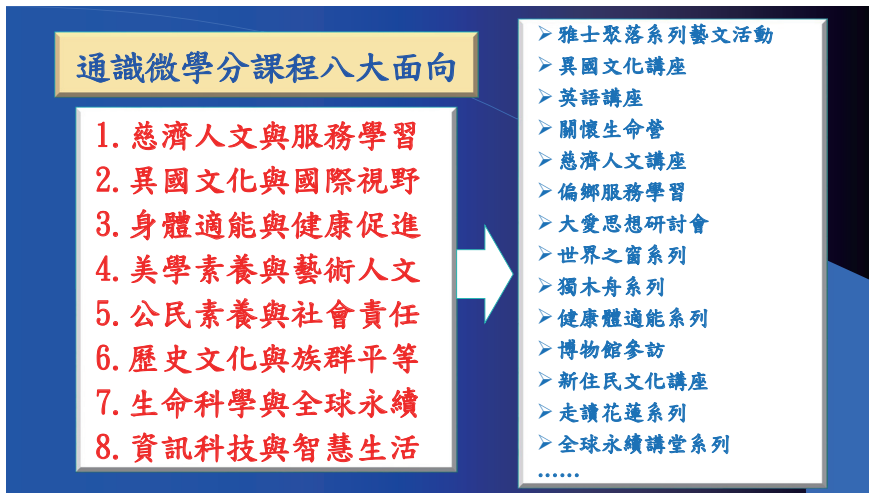 通識微學分課程八大面向
1.慈濟人文與服務學習
2.異國文化與國際視野
3.身體適能與健康促進
4.美學素養與藝術人文
5.公民素養與社會責任
6.歷史文化與族群平等
7.生命科學與全球永續
8.資訊科技與智慧生活
➢雅士聚落系列藝文活動
➢異國文化講座
➢英語講座
➢關懷生命營
➢慈濟人文講座
➢偏鄉服務學習
➢大愛思想研討會
➢世界之窗系列
➢獨木舟系列
➢健康體適能系列
➢博物館參訪
➢新住民文化講座
➢走讀花蓮系列
➢全球永續講堂系列
……